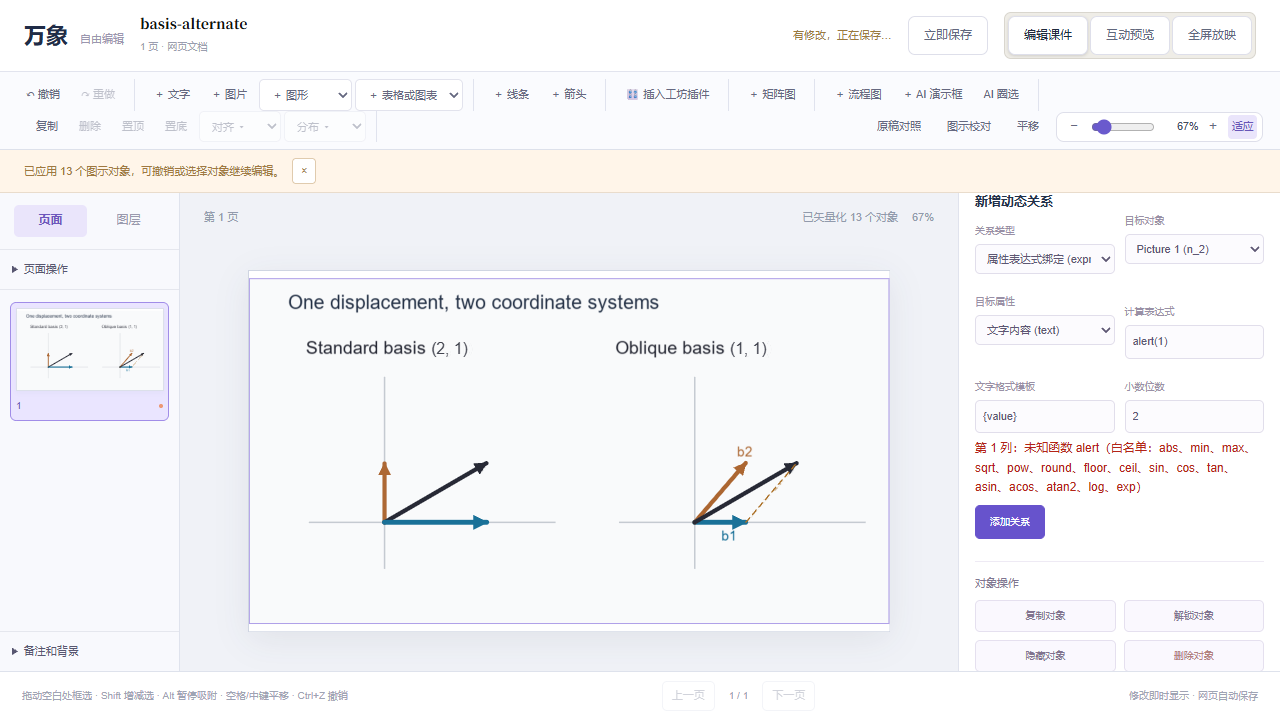 万象 自由编辑
basis-alternate
1 页 · 网页文档
有修改，正在保存...
立即保存
编辑课件
互动预览
全屏放映
↶ 撤销
↷ 重做
+ 文字
+ 图片
+ 图形
+ 表格或图表
+ 线条
+ 箭头
插入工坊插件
+ 矩阵图
+ 流程图
+ AI 演示框
AI 圈选
复制
删除
置顶
置底
对齐 -
分布 -
原稿对照
图示校对
平移
−
67%
+
适应
已应用 13 个图示对象，可撤销或选择对象继续编辑。
×
页面
图层
页面操作
Standard basis (2, 1)
Oblique basis (1, 1)
One displacement, two coordinate systems
1
备注和背景
第 1 页
已矢量化 13 个对象 67%
One displacement, two coordinate systems
Standard basis (2, 1)
Oblique basis (1, 1)
b2
b1
新增动态关系
关系类型
属性表达式绑定 (expr
目标对象
Picture 1 (n_2)
目标属性
文字内容 (text)
计算表达式
alert(1)
文字格式模板
{value}
小数位数
2
第 1 列：未知函数 alert（白名单：abs、min、max、
sqrt、pow、round、floor、ceil、sin、cos、tan、
asin、acos、atan2、log、exp）
添加关系
对象操作
复制对象
解锁对象
隐藏对象
删除对象
拖动空白处框选 · Shift 增减选 · Alt 暂停吸附 · 空格/中键平移 · Ctrl+Z 撤销
上一页
1 / 1
下一页
修改即时显示 · 网页自动保存